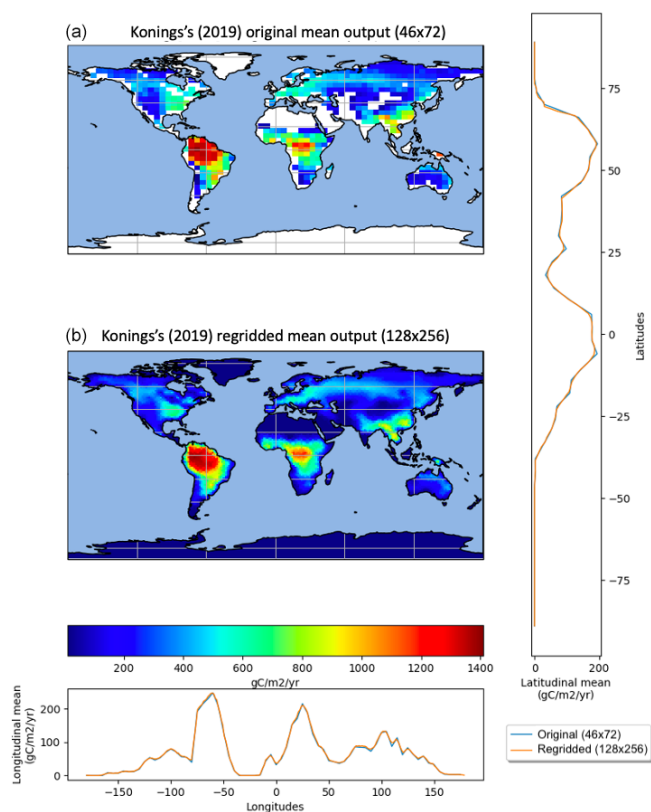 (a) Konings's (2019) original mean output (46x72)
(b) Konings's (2019) regridded mean output (128x256)
200 400 600 800 1000 1200 1400
gC/m2/yr
Longitudinal mean
(gC/m2/yr)
200
100
0
−150 −100 −50 0 50 100 150
Longitudes
75
50
25
0
−25
−50
−75
Latitudes
0 200
Latitudinal mean
(gC/m2/yr)
Original (46x72)
Regridded (128x256)